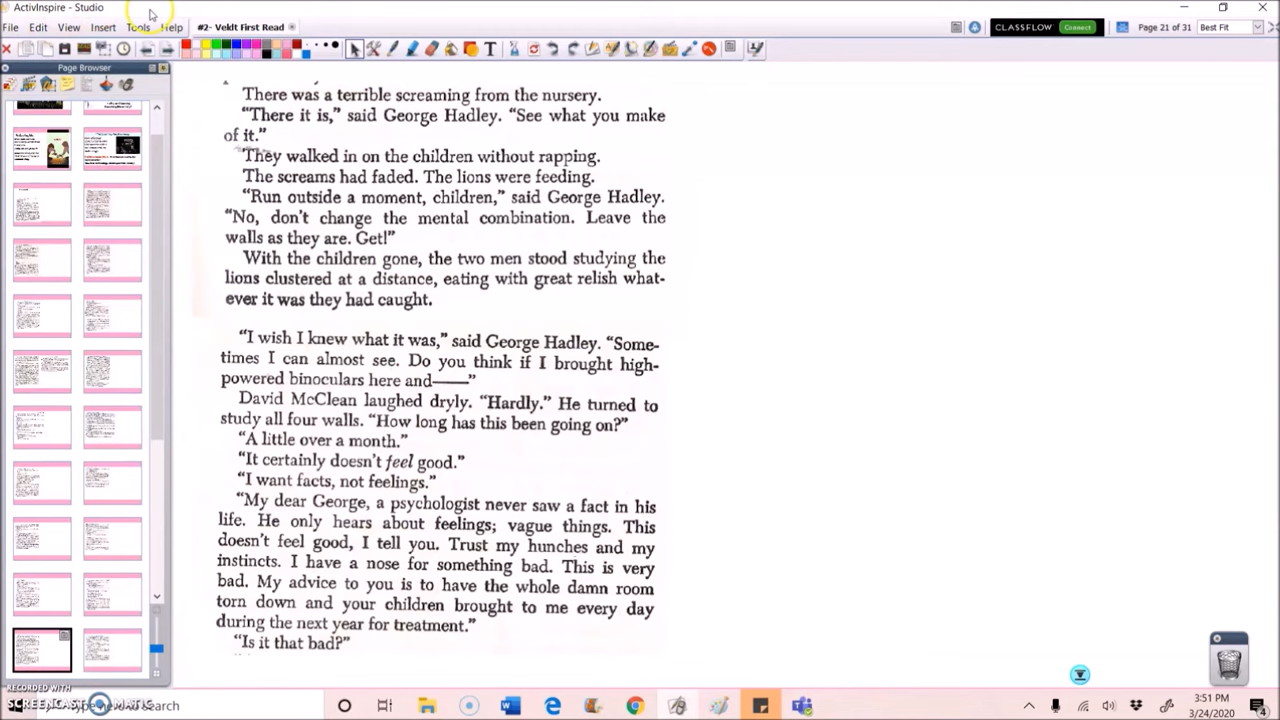 ActivInspire - Studio
File Edit View Insert Tools Help #2- Veldt First Read
CLASSFLOW Connect Page 21 of 31 Best Fit
Page Browser
There was a terrible screaming from the nursery.
“There it is,” said George Hadley. “See what you make
of it.”
They walked in on the children without rapping.
The screams had faded. The lions were feeding.
“Run outside a moment, children,” said George Hadley.
“No, don’t change the mental combination. Leave the
walls as they are. Get!”
With the children gone, the two men stood studying the
lions clustered at a distance, eating with great relish what-
ever it was they had caught.
“I wish I knew what it was,” said George Hadley. “Some-
times I can almost see. Do you think if I brought high-
powered binoculars here and——”
David McClean laughed dryly. “Hardly.” He turned to
study all four walls. “How long has this been going on?”
“A little over a month.”
“It certainly doesn’t feel good.”
“I want facts, not feelings.”
“My dear George, a psychologist never saw a fact in his
life. He only hears about feelings; vague things. This
doesn’t feel good, I tell you. Trust my hunches and my
instincts. I have a nose for something bad. This is very
bad. My advice to you is to have the whole damn room
torn down and your children brought to me every day
during the next year for treatment.”
“Is it that bad?”
RECORDED WITH
SCREENCAST MATIC
search
3:51 PM
3/24/2020